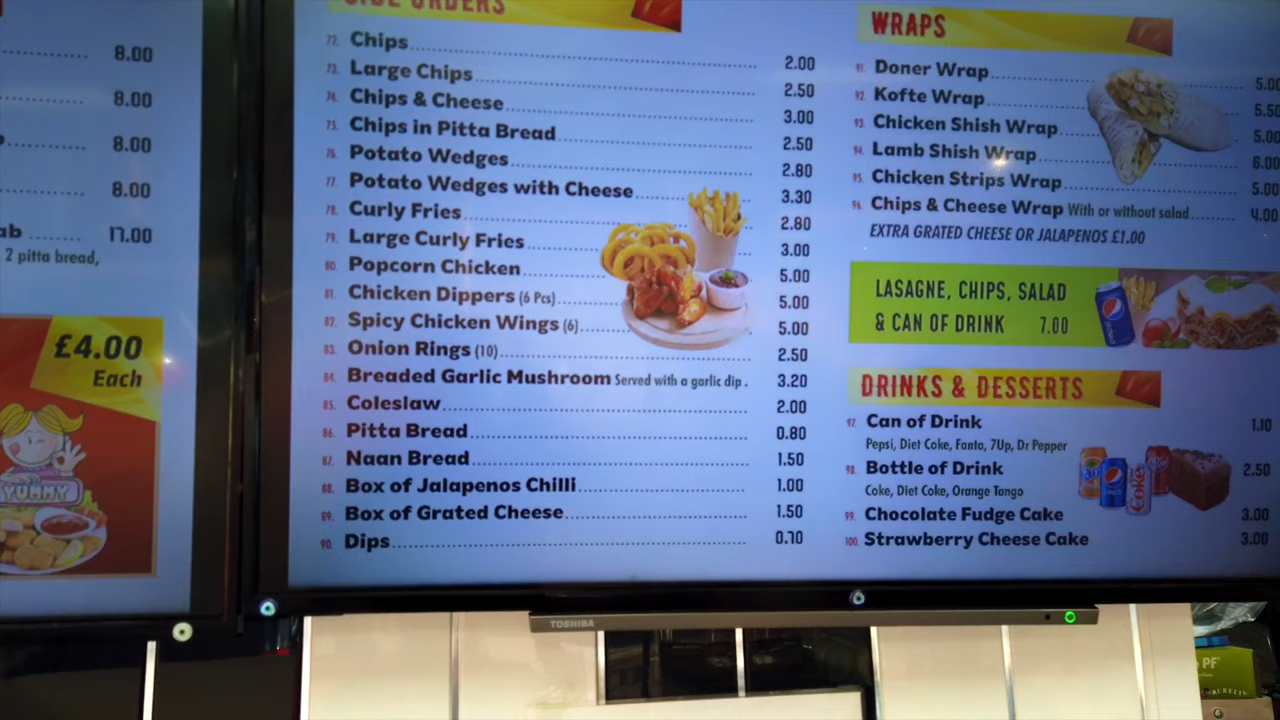 8.00
8.00
8.00
8.00
17.00
2 pitta bread,
£4.00
Each
YUMMY
SIDE ORDERS
72. Chips 2.00
73. Large Chips 2.50
74. Chips & Cheese 3.00
75. Chips in Pitta Bread 2.50
76. Potato Wedges 2.80
77. Potato Wedges with Cheese 3.30
78. Curly Fries 2.80
79. Large Curly Fries 3.00
80. Popcorn Chicken 5.00
81. Chicken Dippers (6 Pcs) 5.00
82. Spicy Chicken Wings (6) 5.00
83. Onion Rings (10) 2.50
84. Breaded Garlic Mushroom Served with a garlic dip. 3.20
85. Coleslaw 2.00
86. Pitta Bread 0.80
87. Naan Bread 1.50
88. Box of Jalapenos Chilli 1.00
89. Box of Grated Cheese 1.50
90. Dips 0.70
WRAPS
91. Doner Wrap 5.00
92. Kofte Wrap 5.50
93. Chicken Shish Wrap 5.00
94. Lamb Shish Wrap 6.00
95. Chicken Strips Wrap 5.00
96. Chips & Cheese Wrap With or without salad 4.00
EXTRA GRATED CHEESE OR JALAPENOS £1.00
LASAGNE, CHIPS, SALAD
& CAN OF DRINK 7.00
pepsi
DRINKS & DESSERTS
97. Can of Drink 1.10
Pepsi, Diet Coke, Fanta, 7Up, Dr Pepper
98. Bottle of Drink 2.50
Coke, Diet Coke, Orange Tango
99. Chocolate Fudge Cake 3.00
100. Strawberry Cheese Cake 3.00
Coke
TOSHIBA
PF